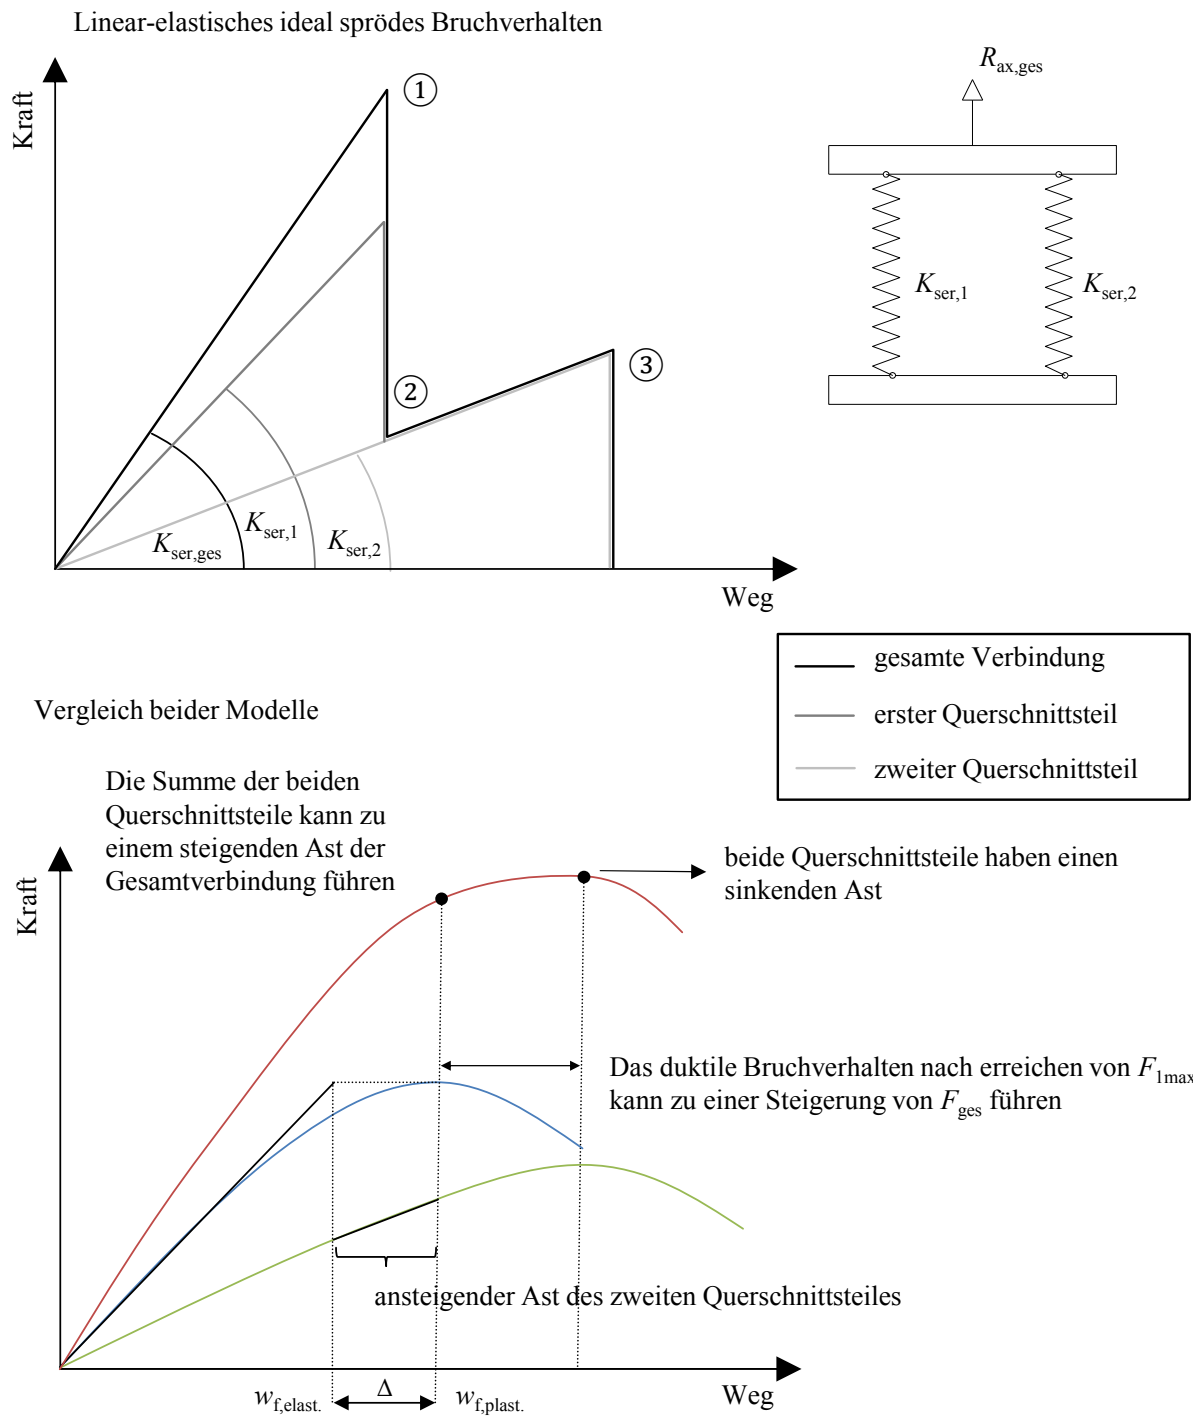 Linear-elastisches ideal sprödes Bruchverhalten
Kraft
①
②
③
K_ser,ges
K_ser,1
K_ser,2
Weg
R_ax,ges
K_ser,1
K_ser,2
gesamte Verbindung
erster Querschnittsteil
zweiter Querschnittsteil
Vergleich beider Modelle
Die Summe der beiden
Querschnittsteile kann zu
einem steigenden Ast der
Gesamtverbindung führen
Kraft
beide Querschnittsteile haben einen
sinkenden Ast
Das duktile Bruchverhalten nach erreichen von F_1max
kann zu einer Steigerung von F_ges führen
ansteigender Ast des zweiten Querschnittsteiles
w_f,elast.
Δ
w_f,plast.
Weg